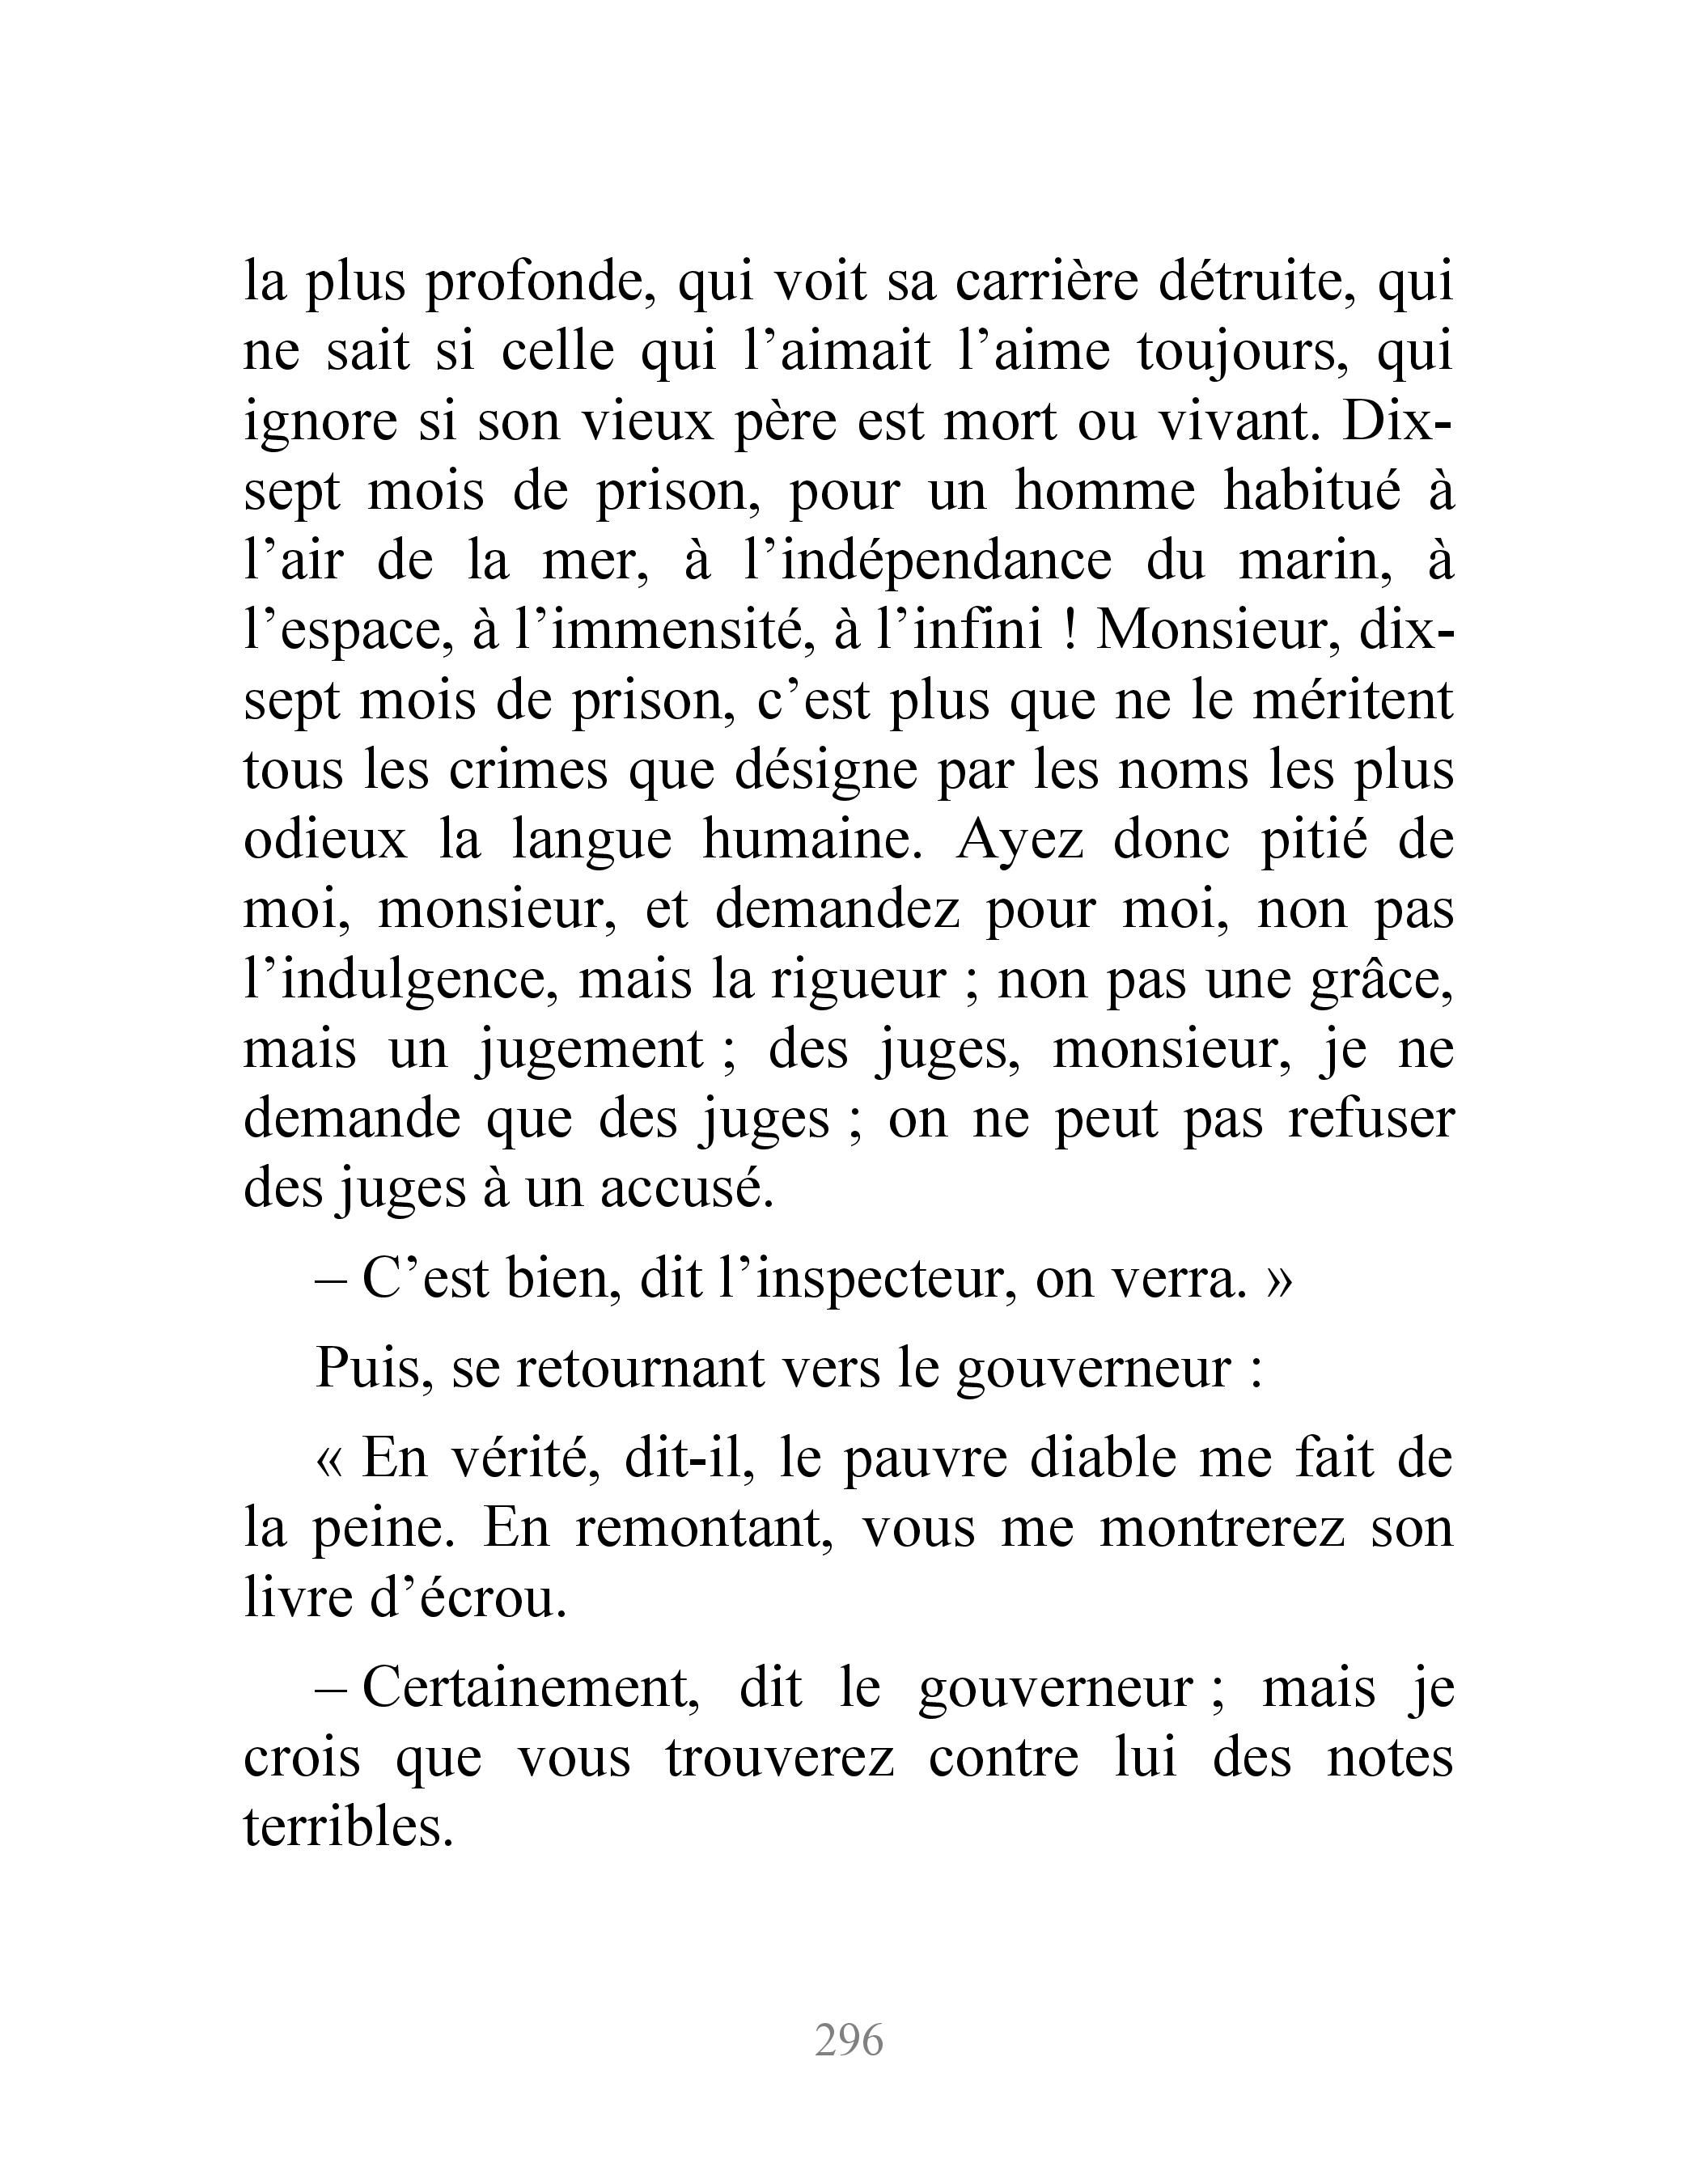 la plus profonde, qui voit sa carrière détruite, qui
ne sait si celle qui l’aimait l’aime toujours, qui
ignore si son vieux père est mort ou vivant. Dix-
sept mois de prison, pour un homme habitué à
l’air de la mer, à l’indépendance du marin, à
l’espace, à l’immensité, à l’infini ! Monsieur, dix-
sept mois de prison, c’est plus que ne le méritent
tous les crimes que désigne par les noms les plus
odieux la langue humaine. Ayez donc pitié de
moi, monsieur, et demandez pour moi, non pas
l’indulgence, mais la rigueur ; non pas une grâce,
mais un jugement ; des juges, monsieur, je ne
demande que des juges ; on ne peut pas refuser
des juges à un accusé.
– C’est bien, dit l’inspecteur, on verra. »
Puis, se retournant vers le gouverneur :
« En vérité, dit-il, le pauvre diable me fait de
la peine. En remontant, vous me montrerez son
livre d’écrou.
– Certainement, dit le gouverneur ; mais je
crois que vous trouverez contre lui des notes
terribles.
296